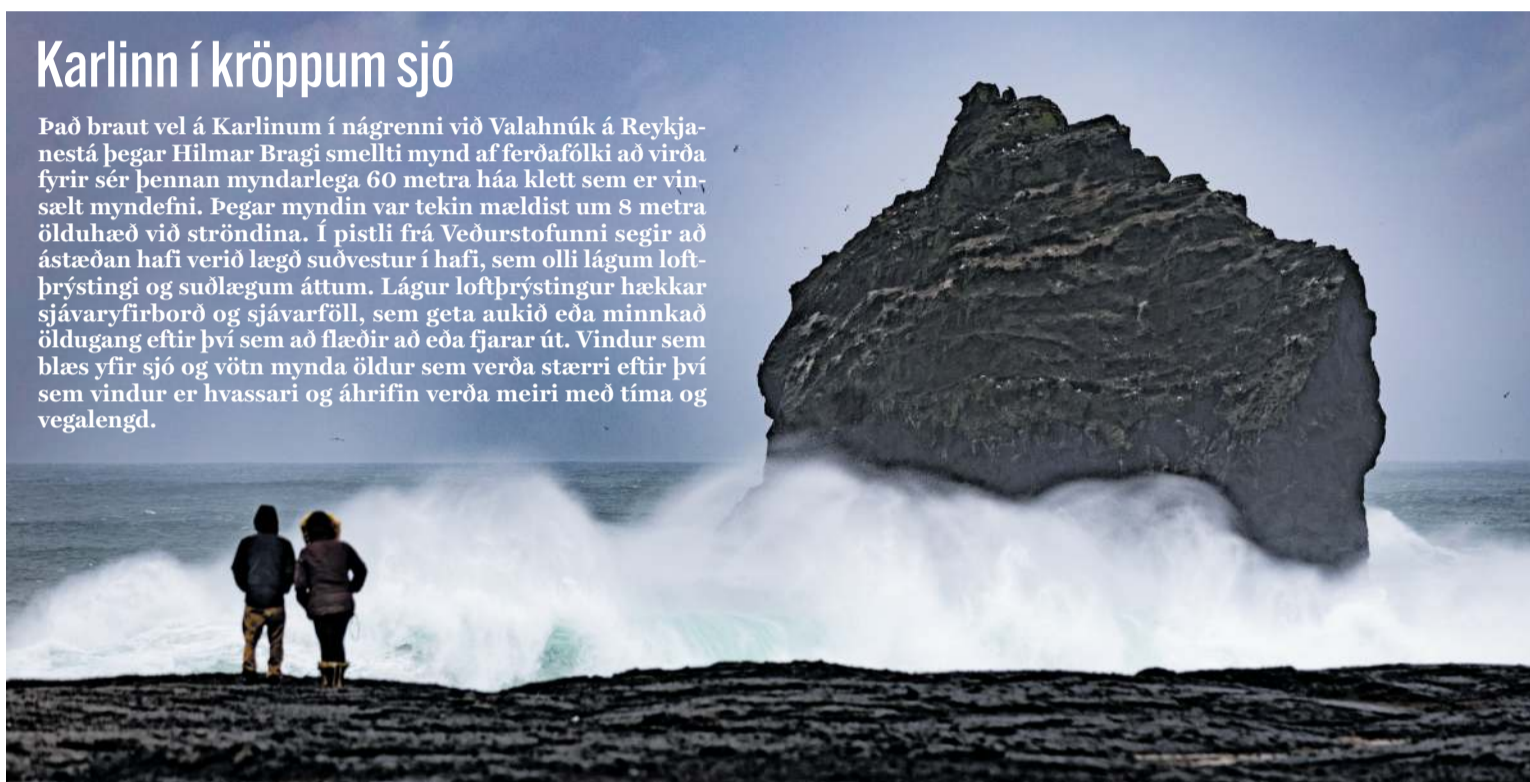 Karlinn í kröppum sjó
Það braut vel á Karlinum í nágrenni við Valahnúk á Reykja-
nestá þegar Hilmar Bragi smellti mynd af ferðafólki að virða
fyrir sér þennan myndarlega 60 metra háa klett sem er vin-
sælt myndefni. Þegar myndin var tekin mældist um 8 metra
ölduhæð við ströndina. Í pistli frá Veðurstofunni segir að
ástæðan hafi verið lægð suðvestur í hafi, sem olli lágum loft-
þrýstingi og suðlægum áttum. Lágur loftþrýstingur hækkar
sjávaryfirborð og sjávarföll, sem geta aukið eða minnkað
öldugang eftir því sem að flæðir að eða fjarar út. Vindur sem
blæs yfir sjó og vötn mynda öldur sem verða stærri eftir því
sem vindur er hvassari og áhrifin verða meiri með tíma og
vegalengd.